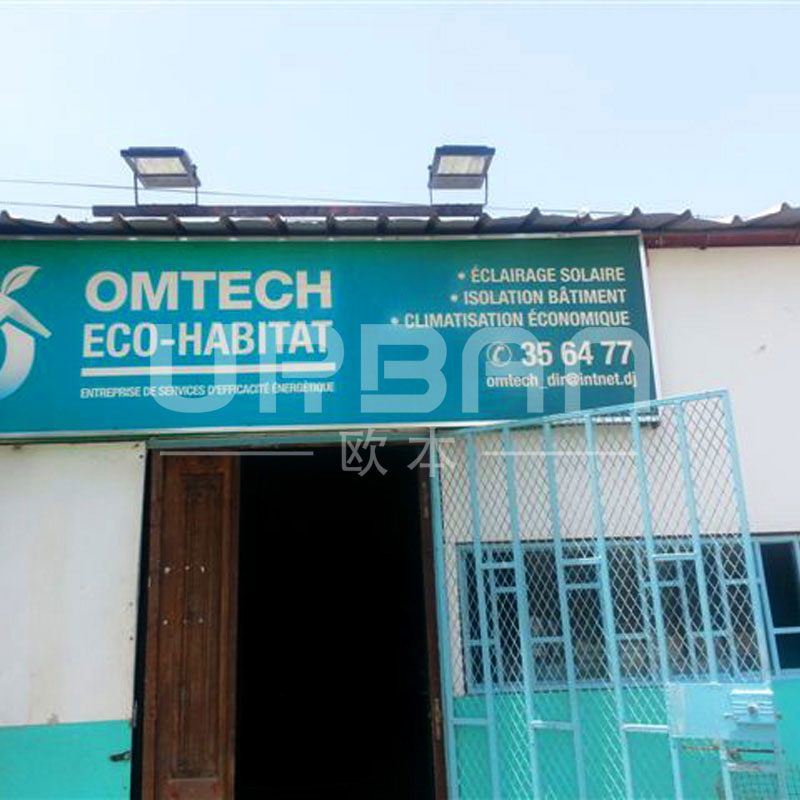 OMTECH
ECO-HABITAT
ENTREPRISE DE SERVICES D'EFFICACITÉ ÉNERGÉTIQUE
• ÉCLAIRAGE SOLAIRE
• ISOLATION BÂTIMENT
• CLIMATISATION ÉCONOMIQUE
✆ 35 64 77
omtech_dir@intnet.dj
URBAN
欧本